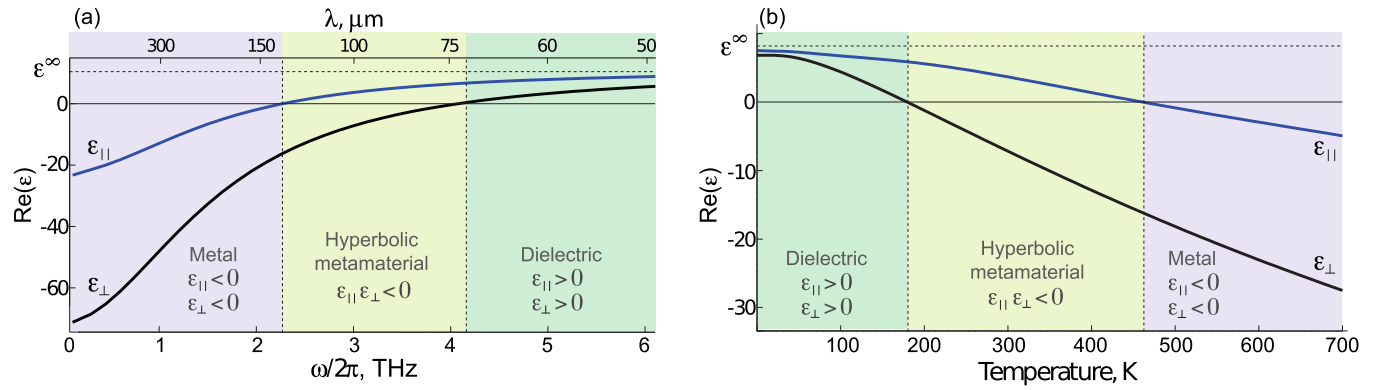 (a)
λ, μm
300 150 100 75 60 50
ε∞
0
-20
-40
-60
Re(ε)
ε||
ε⊥
Metal
ε||<0
ε⊥<0
Hyperbolic
metamaterial
ε||ε⊥<0
Dielectric
ε||>0
ε⊥>0
0 1 2 3 4 5 6
ω/2π, THz
(b)
ε∞
0
-10
-20
-30
Re(ε)
Dielectric
ε||>0
ε⊥>0
Hyperbolic
metamaterial
ε||ε⊥<0
Metal
ε||<0
ε⊥<0
ε||
ε⊥
100 200 300 400 500 600 700
Temperature, K